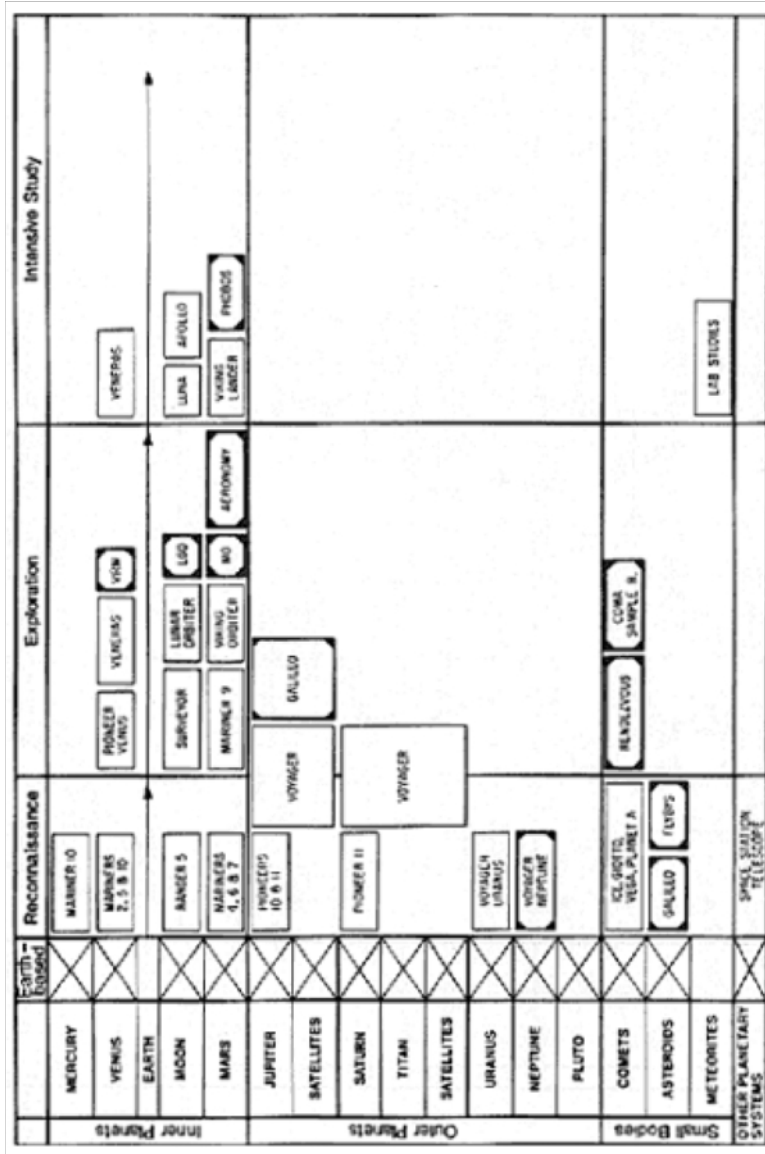 Earth-
based
Reconnaissance
Exploration
Intensive Study
Inner Planets
MERCURY
MARINER 10
VENUS
MARINERS
2, 5 & 10
PIONEER
VENUS
VENERAS
VRM
VENERAS
EARTH
MOON
RANGER 5
SURVEYOR
LUNAR
ORBITER
LGO
LUNA
APOLLO
MARS
MARINERS
4, 6 & 7
MARINER 9
VIKING
ORBITER
MO
AERONOMY
VIKING
LANDER
PHOBOS
Outer Planets
JUPITER
PIONEERS
10 & 11
VOYAGER
GALILEO
SATELLITES
SATURN
PIONEER 11
VOYAGER
TITAN
SATELLITES
URANUS
VOYAGER
URANUS
NEPTUNE
VOYAGER
NEPTUNE
PLUTO
Small Bodies
COMETS
ICE, GIOTTO,
VEGA, PLANET A
RENDEZVOUS
COMA
SAMPLE R.
ASTEROIDS
GALILEO
FLYBYS
METEORITES
LAB STUDIES
OTHER PLANETARY
SYSTEMS
SPACE STATION
TELESCOPE